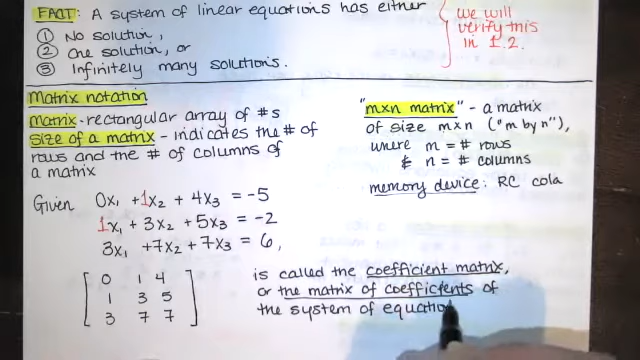 FACT: A system of linear equations has either
① No solution,
② One solution, or
③ Infinitely many solutions.
we will
verify this
in 1.2.
Matrix notation
matrix - rectangular array of #s
size of a matrix - indicates the # of
rows and the # of columns of
a matrix
"m×n matrix" - a matrix
of size m×n ("m by n"),
where m = # rows
& n = # columns
memory device: RC cola
Given 0x₁ + 1x₂ + 4x₃ = -5
1x₁ + 3x₂ + 5x₃ = -2
3x₁ + 7x₂ + 7x₃ = 6,
0 1 4
1 3 5
3 7 7
is called the coefficient matrix,
or the matrix of coefficients of
the system of equatio